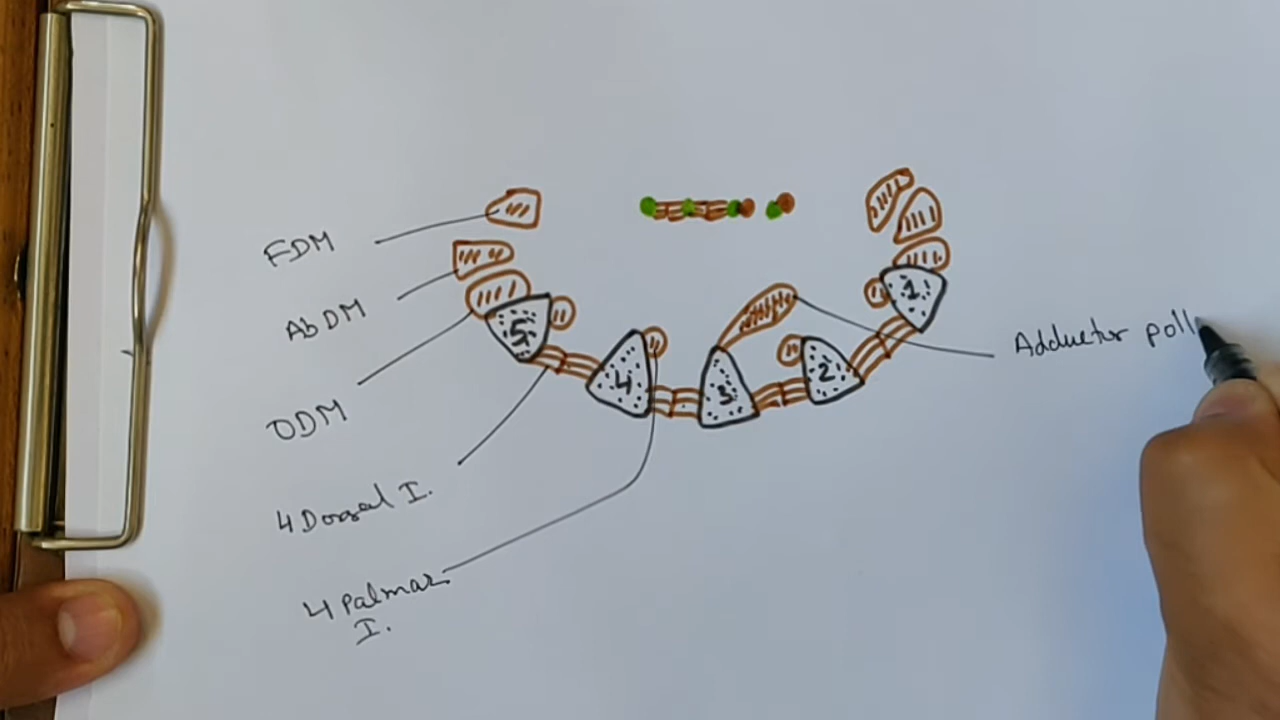 FDM
AbDM
ODM
4 Dorsal I.
4 Palmar
I.
Adductor poll
5
4
3
2
1